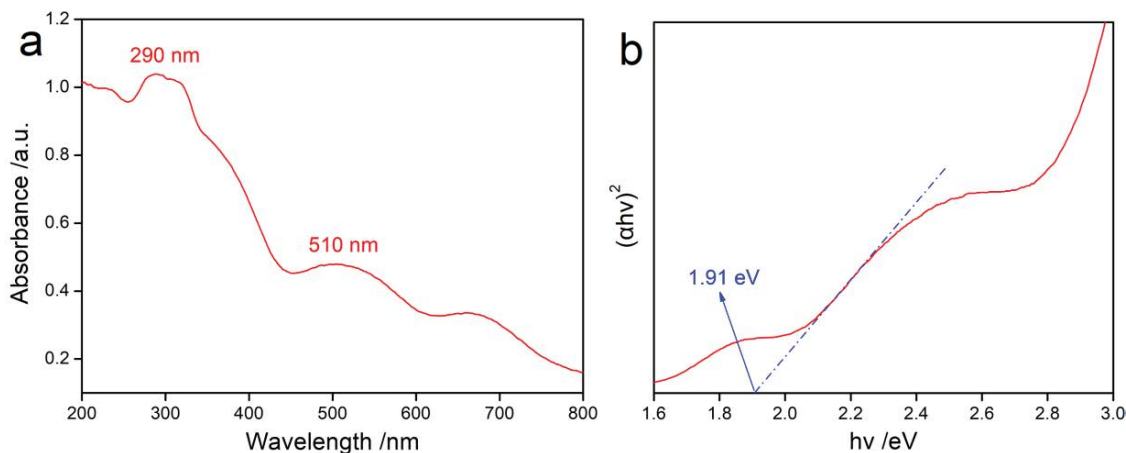 a
290 nm
510 nm
Absorbance /a.u.
1.2
1.0
0.8
0.6
0.4
0.2
200 300 400 500 600 700 800
Wavelength /nm
b
1.91 eV
(αhν)²
1.6 1.8 2.0 2.2 2.4 2.6 2.8 3.0
hν /eV